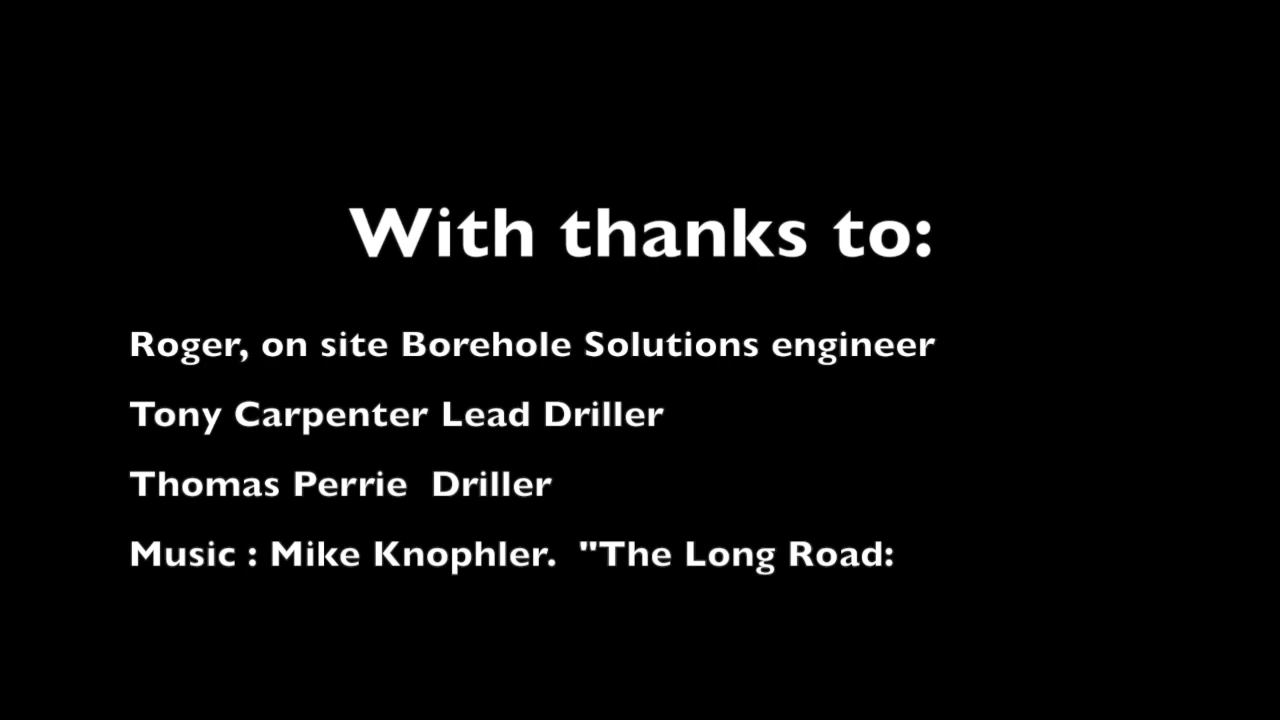 With thanks to:
Roger, on site Borehole Solutions engineer
Tony Carpenter Lead Driller
Thomas Perrie  Driller
Music : Mike Knophler.  "The Long Road: